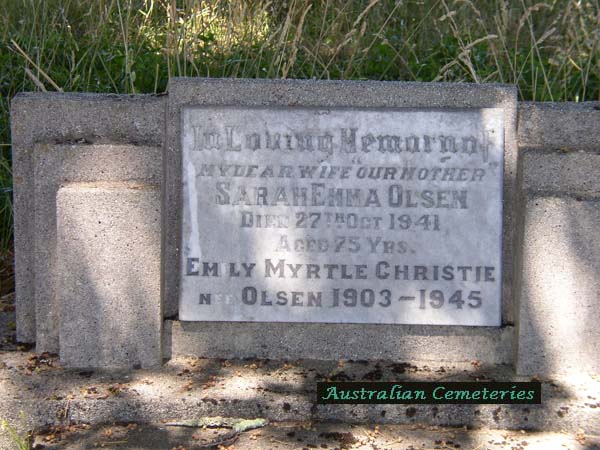 In Loving Memory of
MY DEAR WIFE & OUR MOTHER
SARAH EMMA OLSEN
DIED 27TH OCT 1941
AGED 75 YRS.
EMILY MYRTLE CHRISTIE
NEE OLSEN 1903-1945
Australian Cemeteries